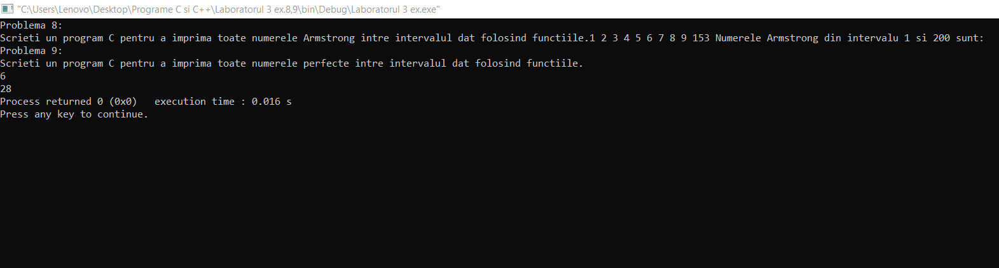 "C:\Users\Lenovo\Desktop\Programe C si C++\Laboratorul 3 ex.8,9\bin\Debug\Laboratorul 3 ex.exe"
Problema 8:
Scrieti un program C pentru a imprima toate numerele Armstrong intre intervalul dat folosind functiile.1 2 3 4 5 6 7 8 9 153 Numerele Armstrong din intervalu 1 si 200 sunt:
Problema 9:
Scrieti un program C pentru a imprima toate numerele perfecte intre intervalul dat folosind functiile.
6
28
Process returned 0 (0x0)   execution time : 0.016 s
Press any key to continue.